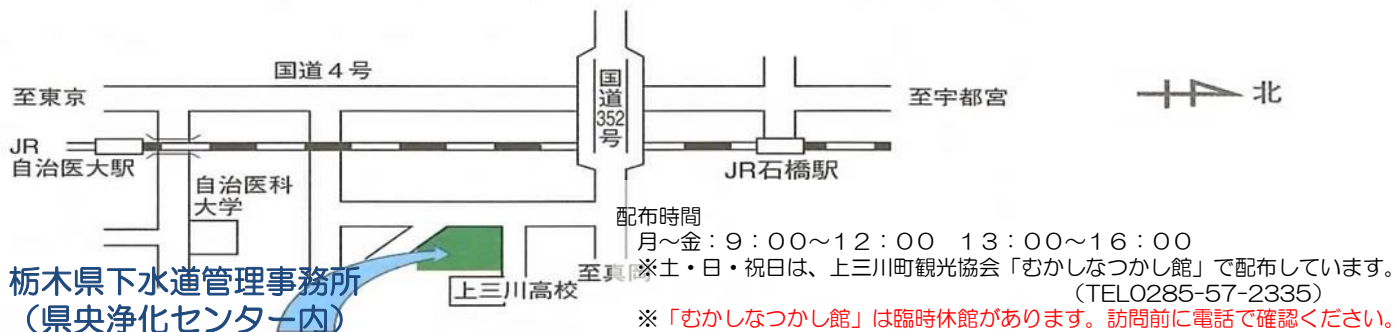 国道４号
至東京
国道352号
至宇都宮
北
JR
自治医大駅
JR石橋駅
自治医科
大学
配布時間
月～金：９：００～１２：００　１３：００～１６：００
※土・日・祝日は、上三川町観光協会「むかしなつかし館」で配布しています。
（TEL0285-57-2335）
※「むかしなつかし館」は臨時休館があります。訪問前に電話で確認ください。
至真岡
上三川高校
栃木県下水道管理事務所
（県央浄化センター内）